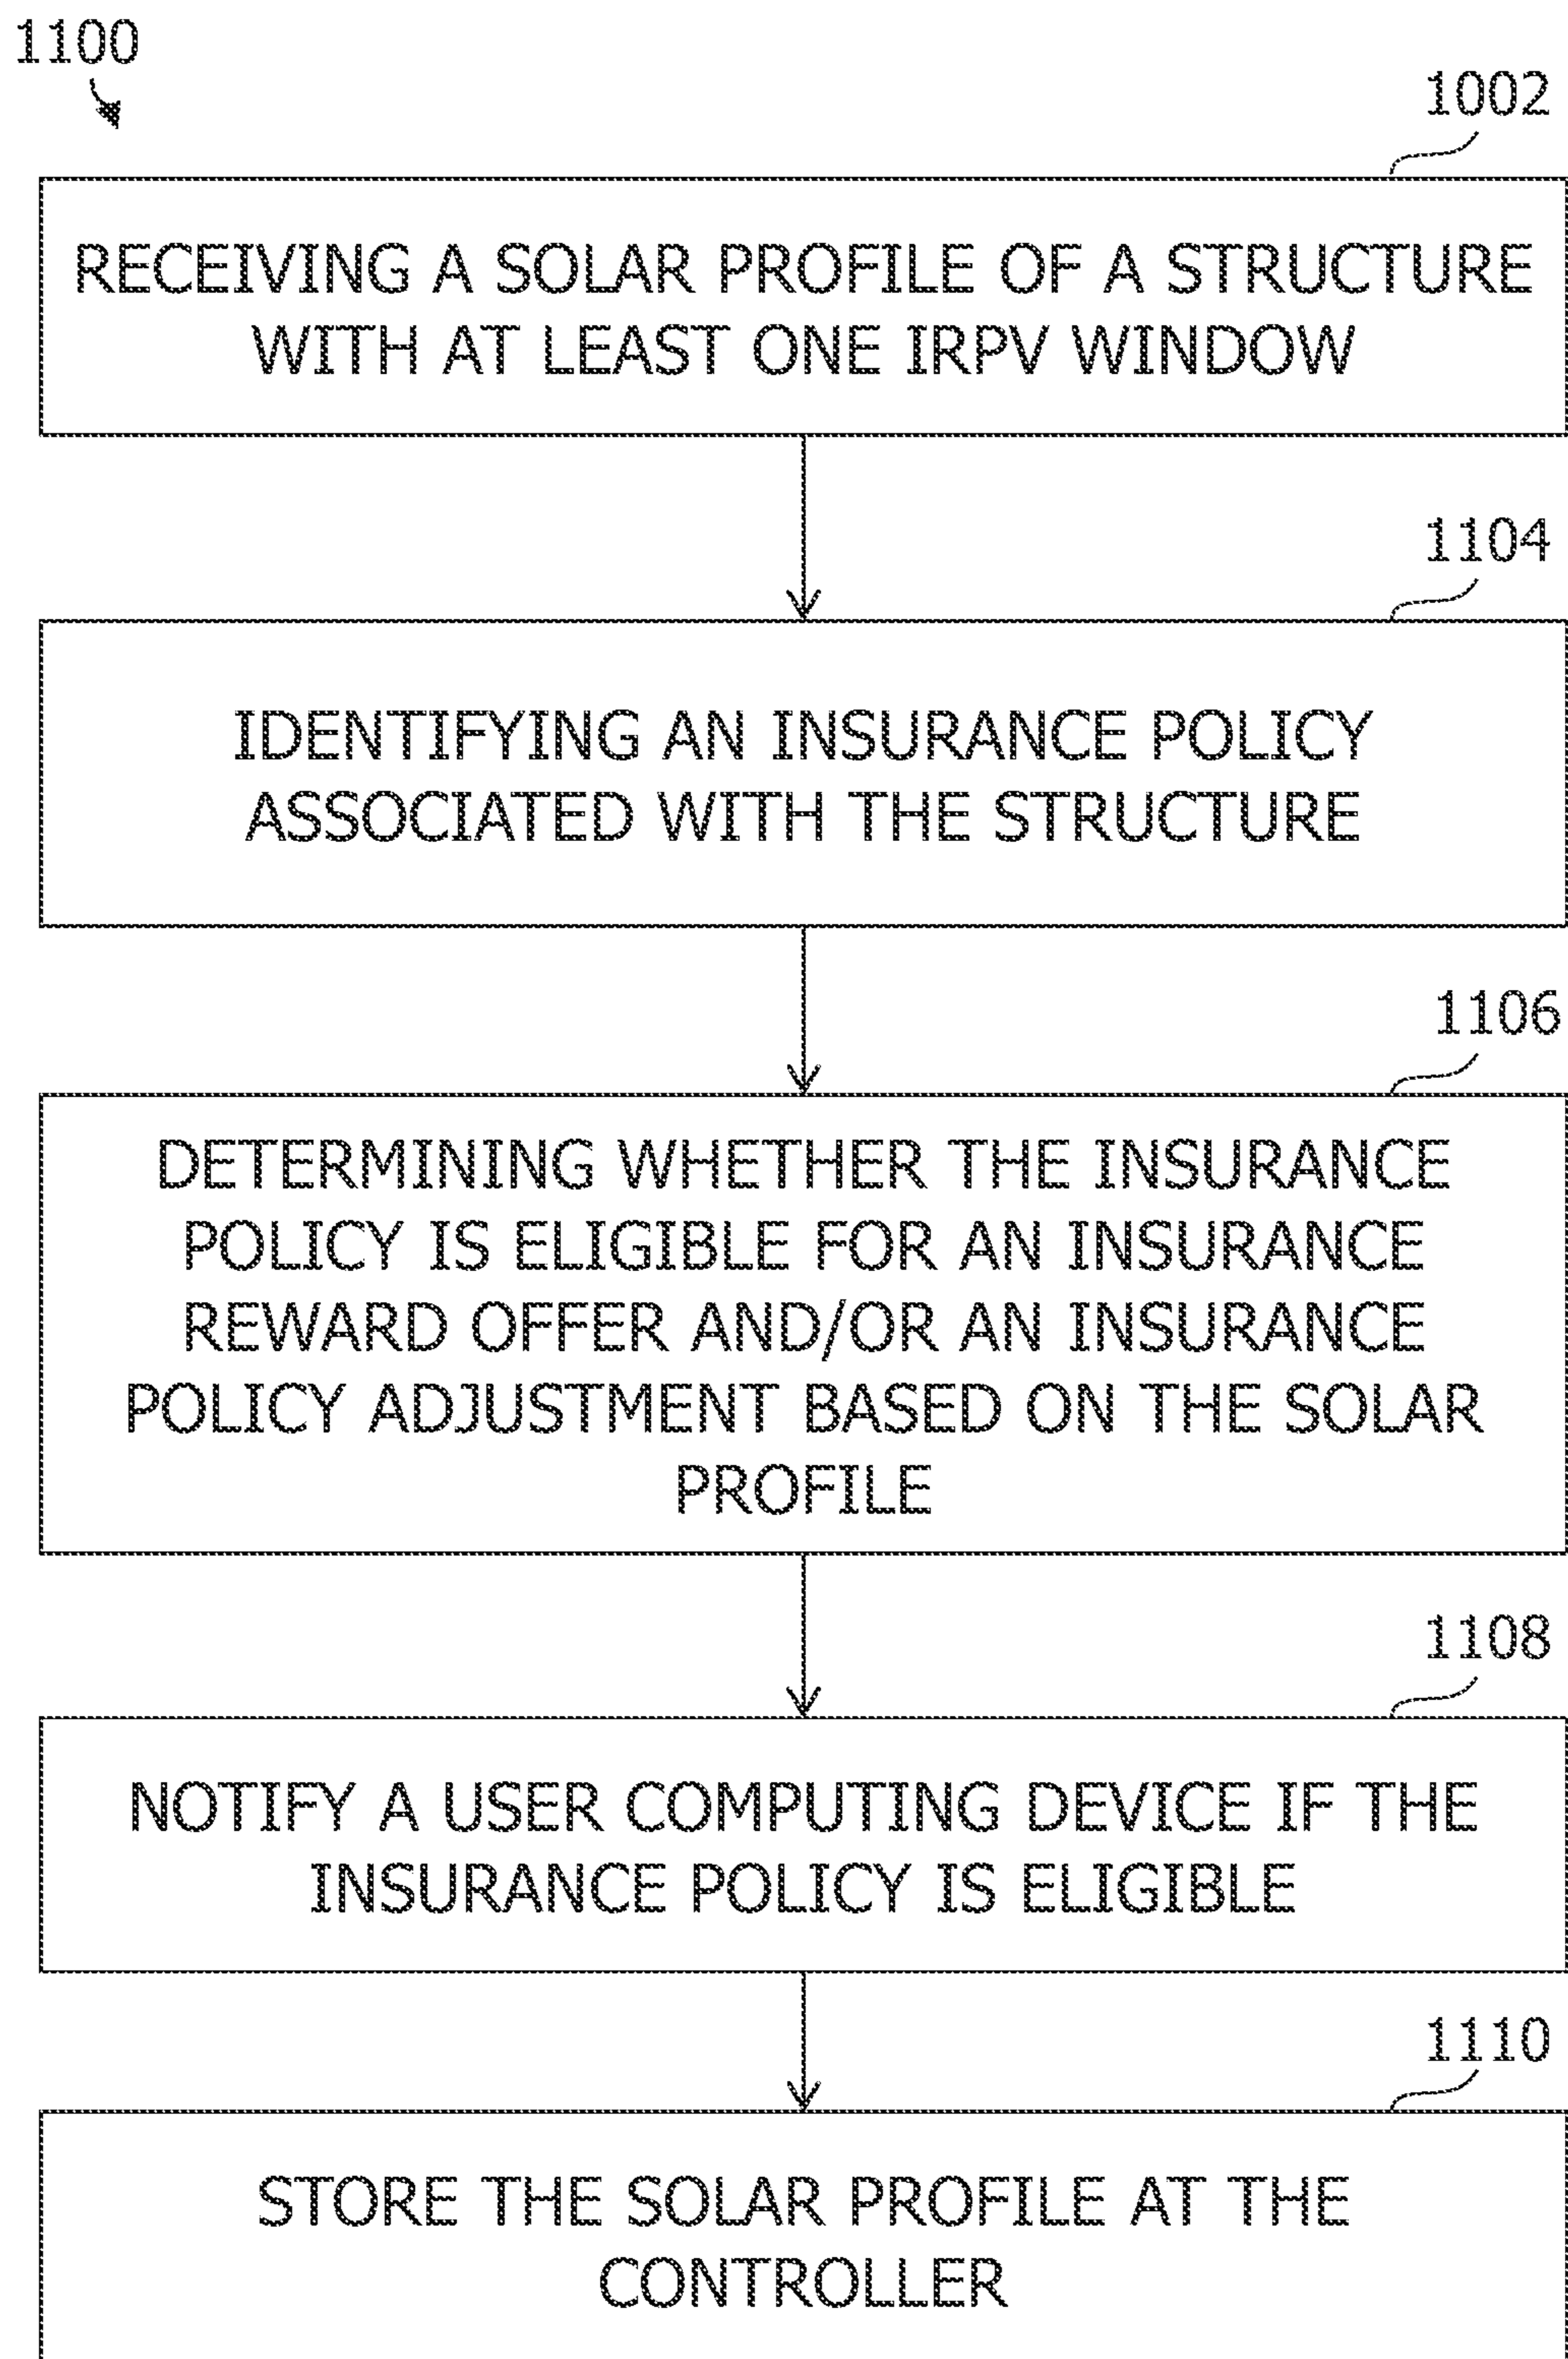 1100
1002
RECEIVING A SOLAR PROFILE OF A STRUCTURE
WITH AT LEAST ONE IRPV WINDOW
1104
IDENTIFYING AN INSURANCE POLICY
ASSOCIATED WITH THE STRUCTURE
1106
DETERMINING WHETHER THE INSURANCE
POLICY IS ELIGIBLE FOR AN INSURANCE
REWARD OFFER AND/OR AN INSURANCE
POLICY ADJUSTMENT BASED ON THE SOLAR
PROFILE
1108
NOTIFY A USER COMPUTING DEVICE IF THE
INSURANCE POLICY IS ELIGIBLE
1110
STORE THE SOLAR PROFILE AT THE
CONTROLLER